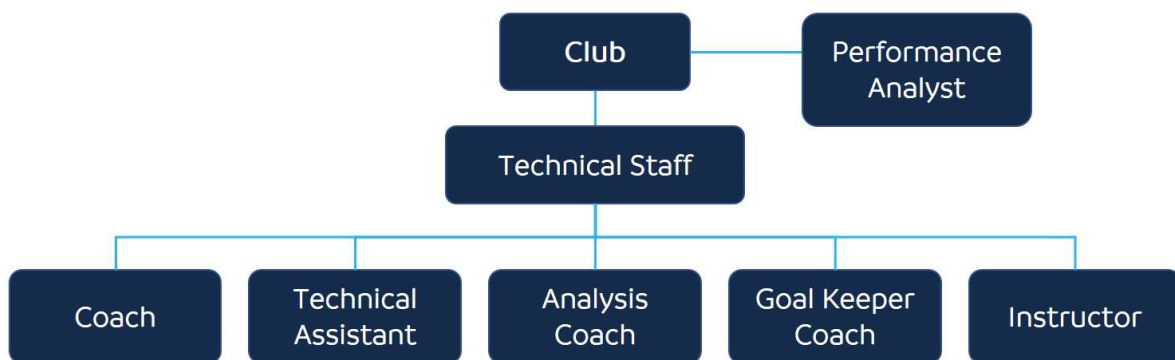 Club
Performance
Analyst
Technical Staff
Coach
Technical
Assistant
Analysis
Coach
Goal Keeper
Coach
Instructor